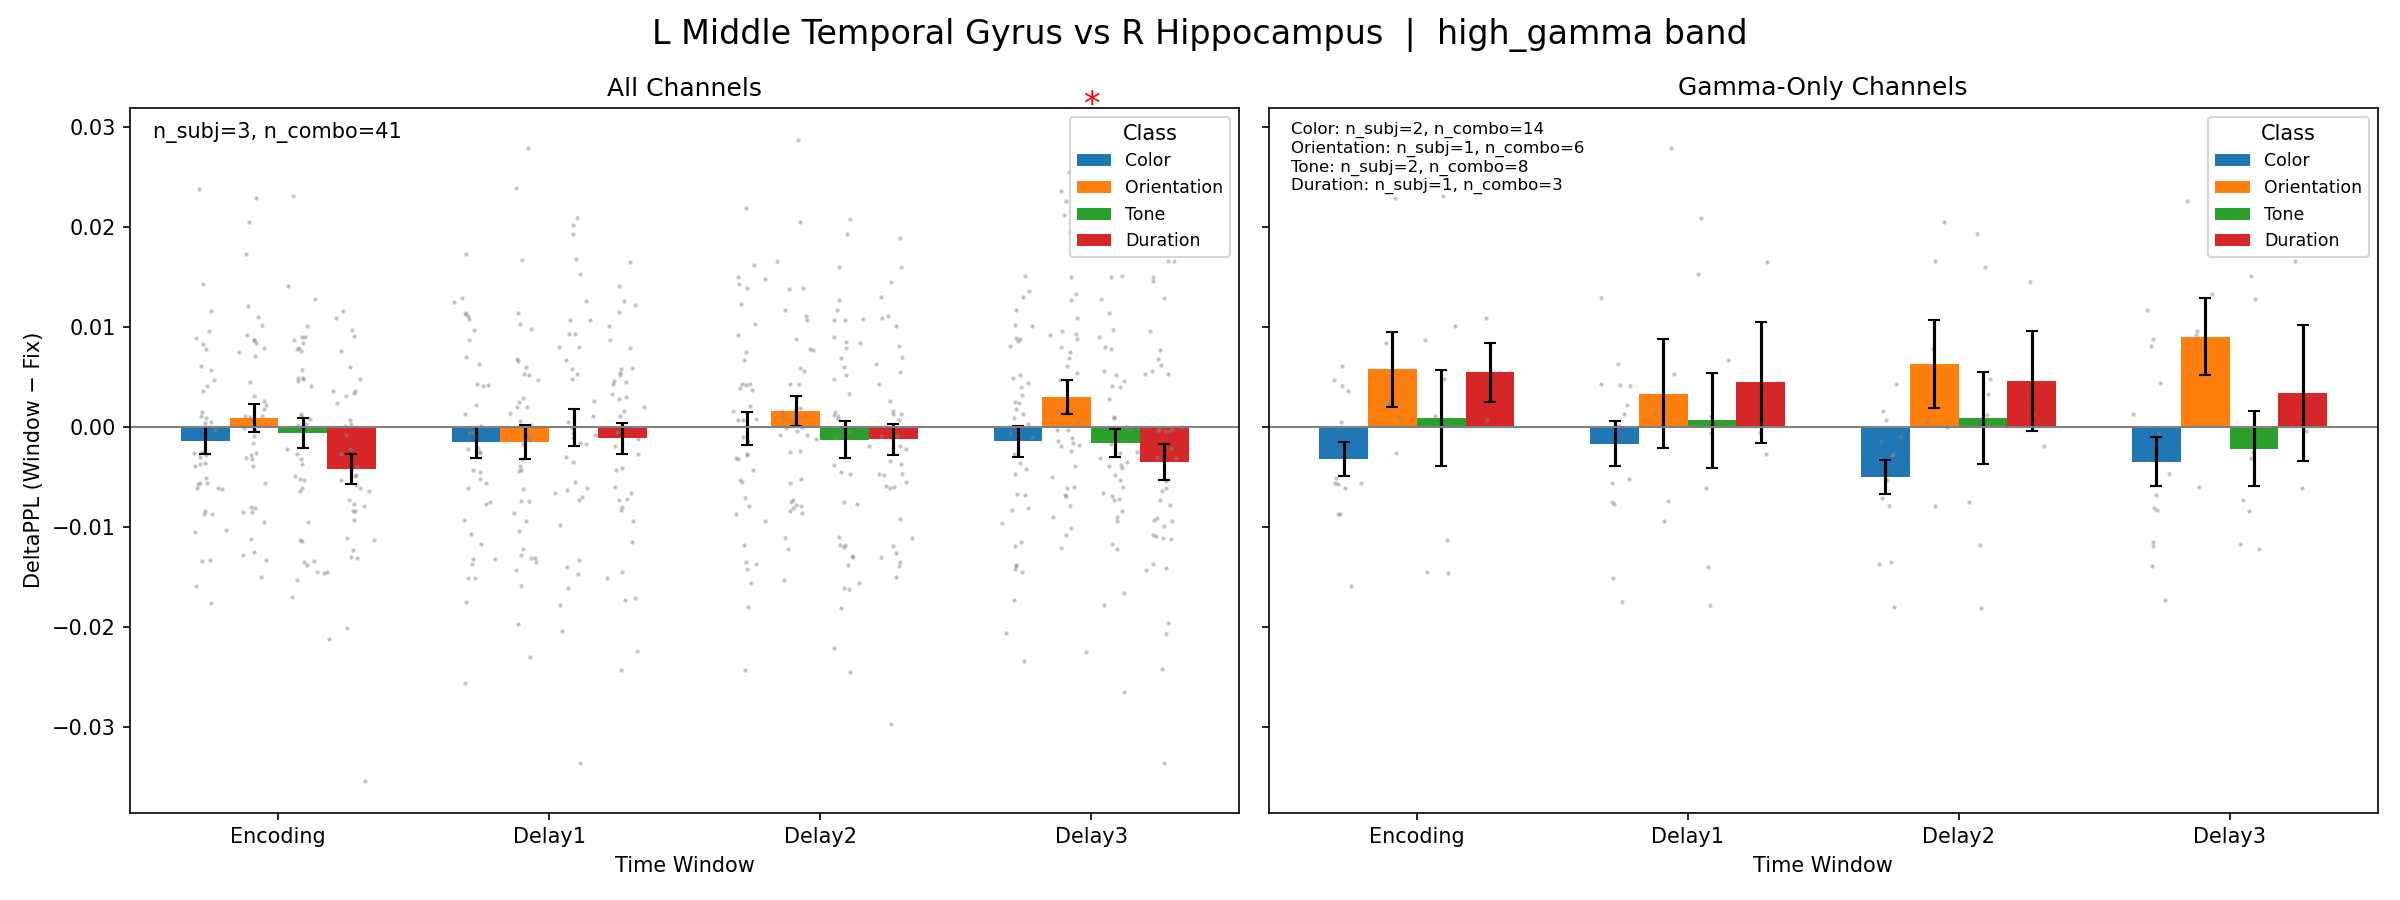 L Middle Temporal Gyrus vs R Hippocampus | high_gamma band
All Channels
*
n_subj=3, n_combo=41
Class
Color
Orientation
Tone
Duration
0.03
0.02
0.01
0.00
−0.01
−0.02
−0.03
DeltaPPL (Window − Fix)
Encoding
Delay1
Delay2
Delay3
Time Window
Gamma-Only Channels
Color: n_subj=2, n_combo=14
Orientation: n_subj=1, n_combo=6
Tone: n_subj=2, n_combo=8
Duration: n_subj=1, n_combo=3
Class
Color
Orientation
Tone
Duration
Encoding
Delay1
Delay2
Delay3
Time Window